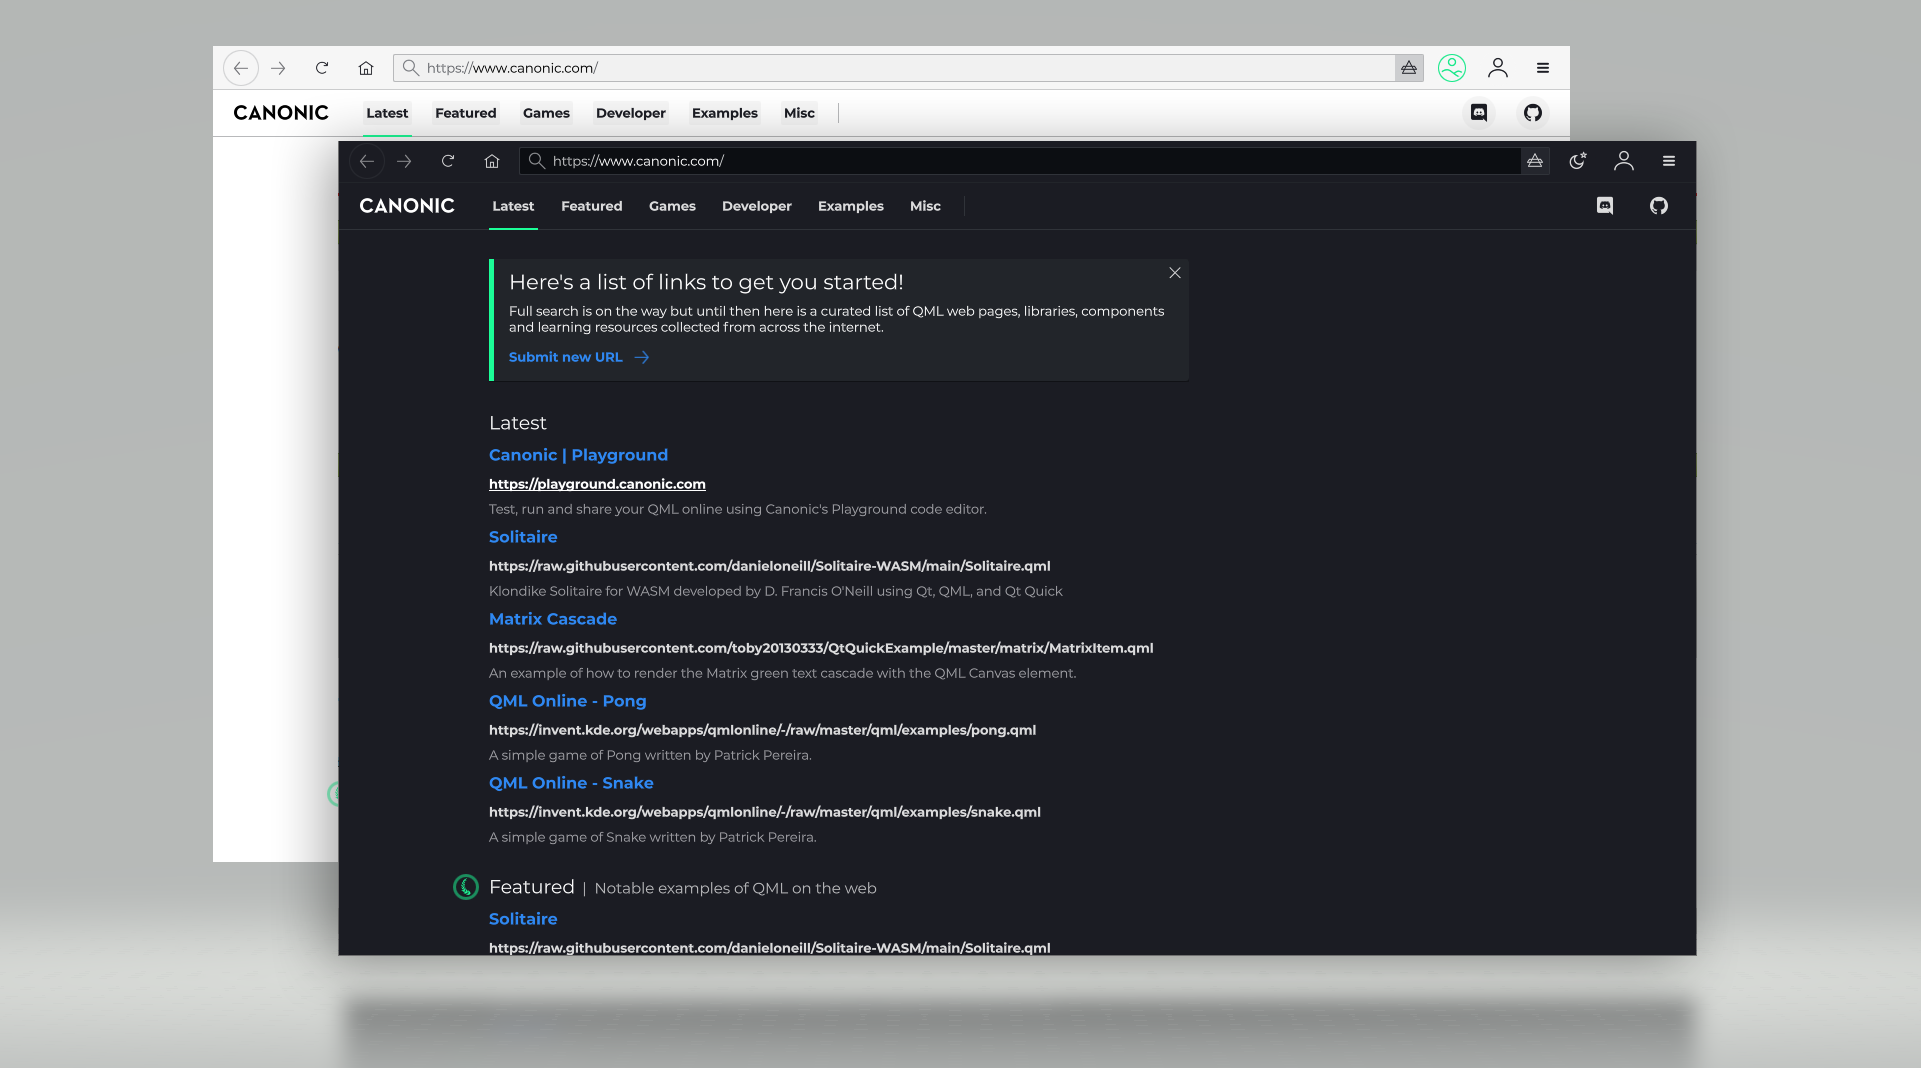 https://www.canonic.com/
CANONIC Latest Featured Games Developer Examples Misc
https://www.canonic.com/
CANONIC Latest Featured Games Developer Examples Misc
Here's a list of links to get you started!
Full search is on the way but until then here is a curated list of QML web pages, libraries, components
and learning resources collected from across the internet.
Submit new URL
Latest
Canonic | Playground
https://playground.canonic.com
Test, run and share your QML online using Canonic's Playground code editor.
Solitaire
https://raw.githubusercontent.com/danieloneill/Solitaire-WASM/main/Solitaire.qml
Klondike Solitaire for WASM developed by D. Francis O'Neill using Qt, QML, and Qt Quick
Matrix Cascade
https://raw.githubusercontent.com/toby20130333/QtQuickExample/master/matrix/MatrixItem.qml
An example of how to render the Matrix green text cascade with the QML Canvas element.
QML Online - Pong
https://invent.kde.org/webapps/qmlonline/-/raw/master/qml/examples/pong.qml
A simple game of Pong written by Patrick Pereira.
QML Online - Snake
https://invent.kde.org/webapps/qmlonline/-/raw/master/qml/examples/snake.qml
A simple game of Snake written by Patrick Pereira.
Featured | Notable examples of QML on the web
Solitaire
https://raw.githubusercontent.com/danieloneill/Solitaire-WASM/main/Solitaire.qml